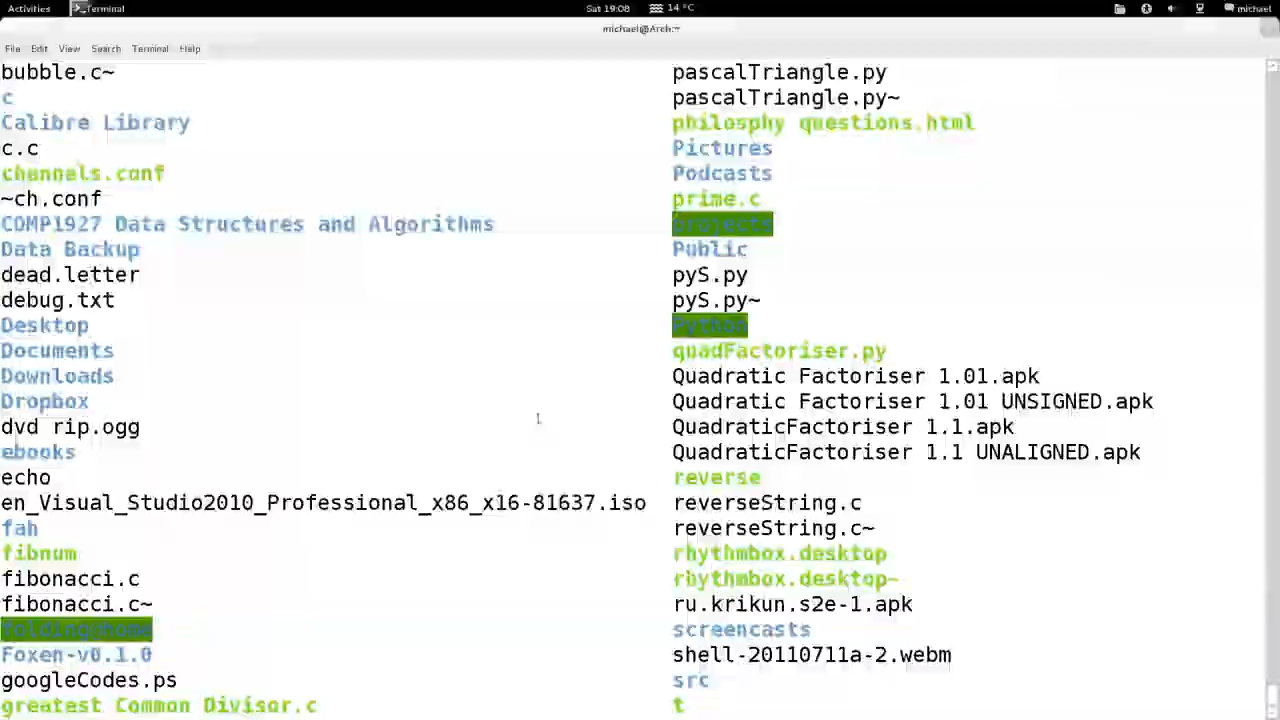 Activities Terminal Sat 19:08 14 °C michael
michael@Arch:~
File Edit View Search Terminal Help
bubble.c~
c
Calibre Library
c.c
channels.conf
~ch.conf
COMP1927 Data Structures and Algorithms
Data Backup
dead.letter
debug.txt
Desktop
Documents
Downloads
Dropbox
dvd rip.ogg
ebooks
echo
en_Visual_Studio2010_Professional_x86_x16-81637.iso
fah
fibnum
fibonacci.c
fibonacci.c~
folding@home
Foxen-v0.1.0
googleCodes.ps
greatest Common Divisor.c
pascalTriangle.py
pascalTriangle.py~
philosphy questions.html
Pictures
Podcasts
prime.c
projects
Public
pyS.py
pyS.py~
Python
quadFactoriser.py
Quadratic Factoriser 1.01.apk
Quadratic Factoriser 1.01 UNSIGNED.apk
QuadraticFactoriser 1.1.apk
QuadraticFactoriser 1.1 UNALIGNED.apk
reverse
reverseString.c
reverseString.c~
rhythmbox.desktop
rhythmbox.desktop~
ru.krikun.s2e-1.apk
screencasts
shell-20110711a-2.webm
src
t